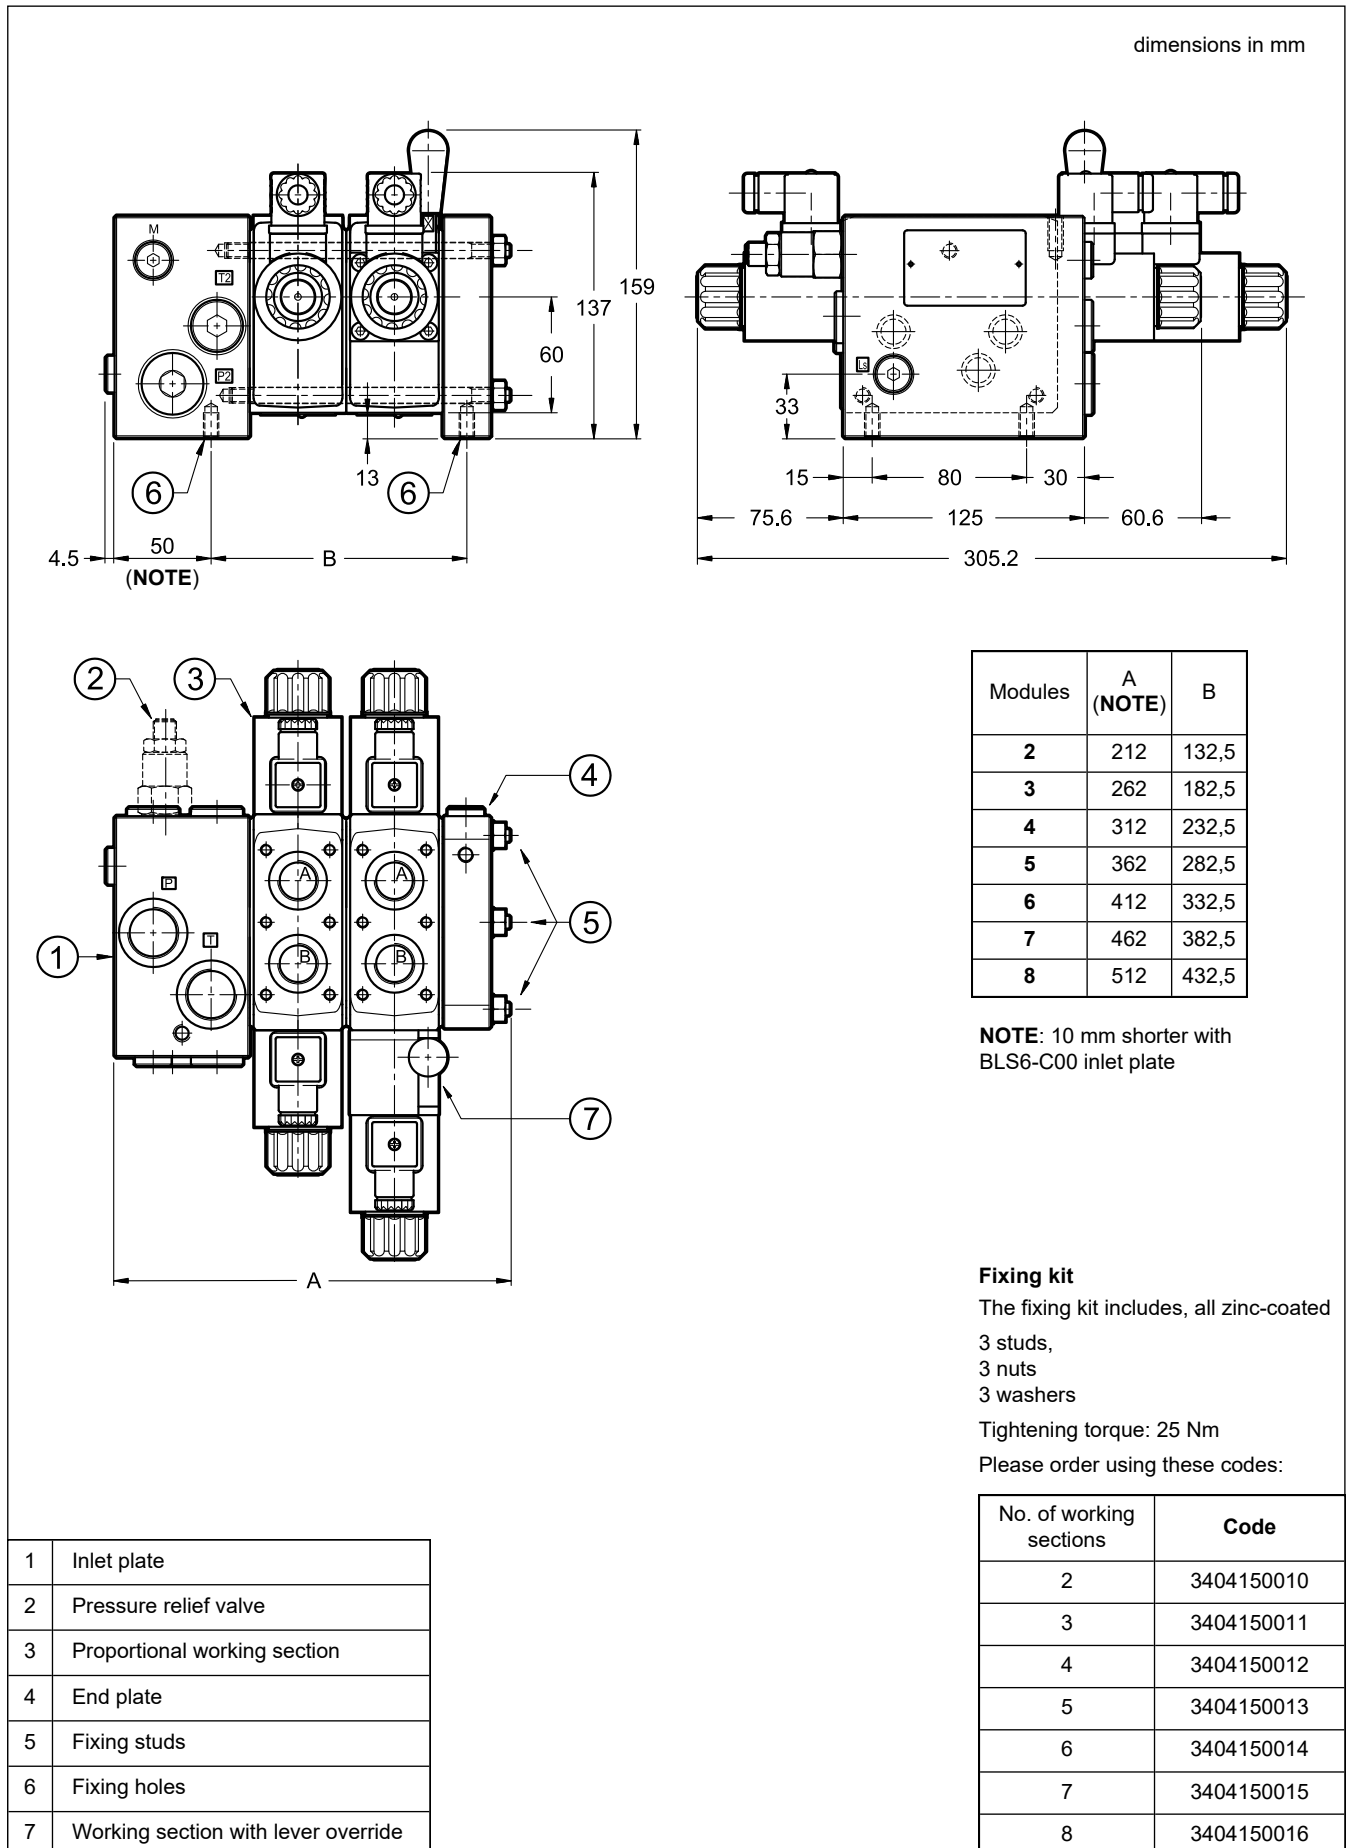 dimensions in mm
M
T2
P2
159
137
60
13
6
6
4.5
50
(NOTE)
B
Ls
33
15
80
30
75.6
125
60.6
305.2
2
3
4
5
1
7
P
T
A
A
B
B
A
Modules
A
(NOTE)
B
2 212 132,5
3 262 182,5
4 312 232,5
5 362 282,5
6 412 332,5
7 462 382,5
8 512 432,5
NOTE: 10 mm shorter with
BLS6-C00 inlet plate
Fixing kit
The fixing kit includes, all zinc-coated
3 studs,
3 nuts
3 washers
Tightening torque: 25 Nm
Please order using these codes:
No. of working
sections
Code
2 3404150010
3 3404150011
4 3404150012
5 3404150013
6 3404150014
7 3404150015
8 3404150016
1 Inlet plate
2 Pressure relief valve
3 Proportional working section
4 End plate
5 Fixing studs
6 Fixing holes
7 Working section with lever override